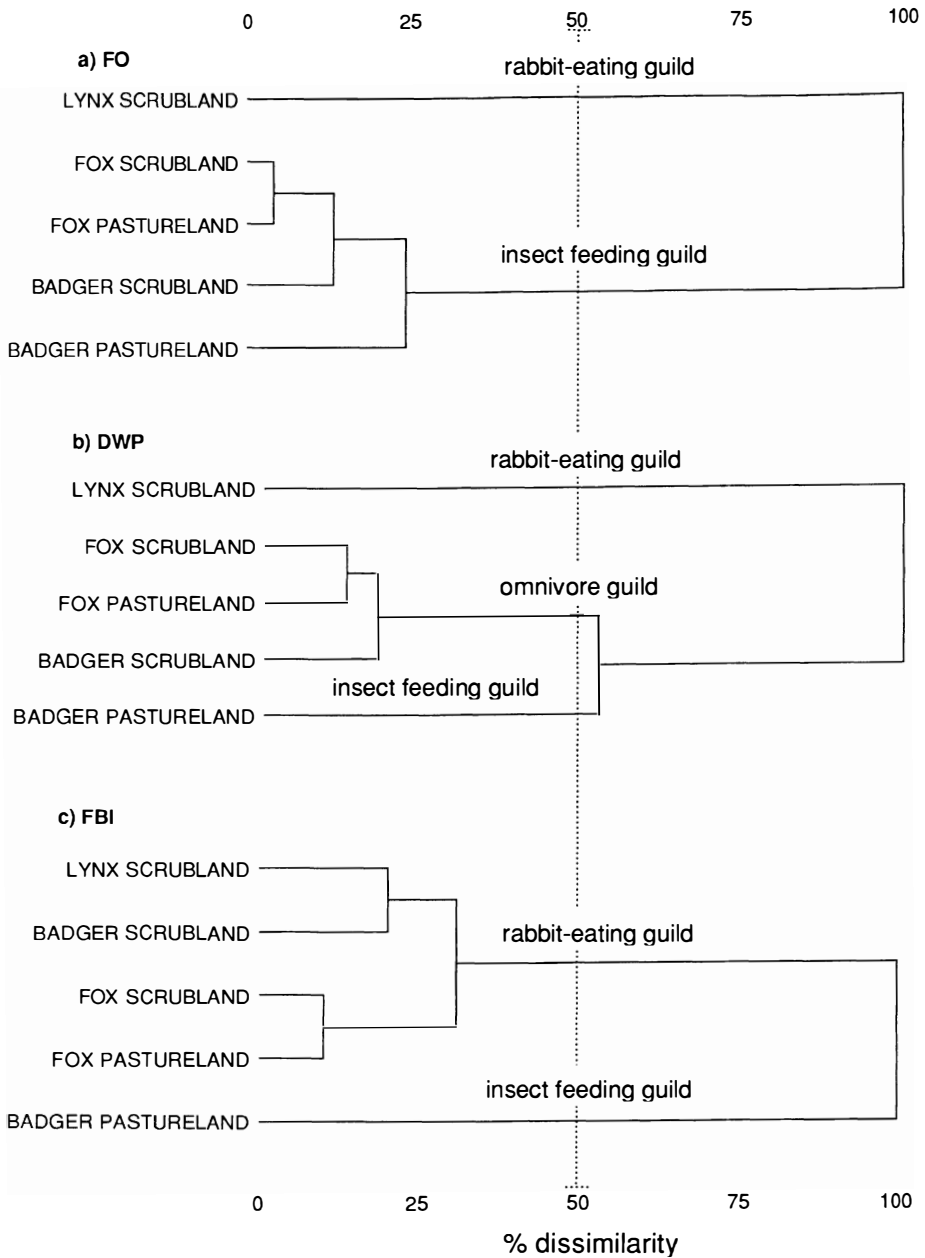 0 25 50 75 100
a) FO
rabbit-eating guild
LYNX SCRUBLAND
FOX SCRUBLAND
FOX PASTURELAND
insect feeding guild
BADGER SCRUBLAND
BADGER PASTURELAND
b) DWP
rabbit-eating guild
LYNX SCRUBLAND
FOX SCRUBLAND
omnivore guild
FOX PASTURELAND
BADGER SCRUBLAND
insect feeding guild
BADGER PASTURELAND
c) FBI
LYNX SCRUBLAND
BADGER SCRUBLAND
rabbit-eating guild
FOX SCRUBLAND
FOX PASTURELAND
insect feeding guild
BADGER PASTURELAND
0 25 50 75 100
% dissimilarity